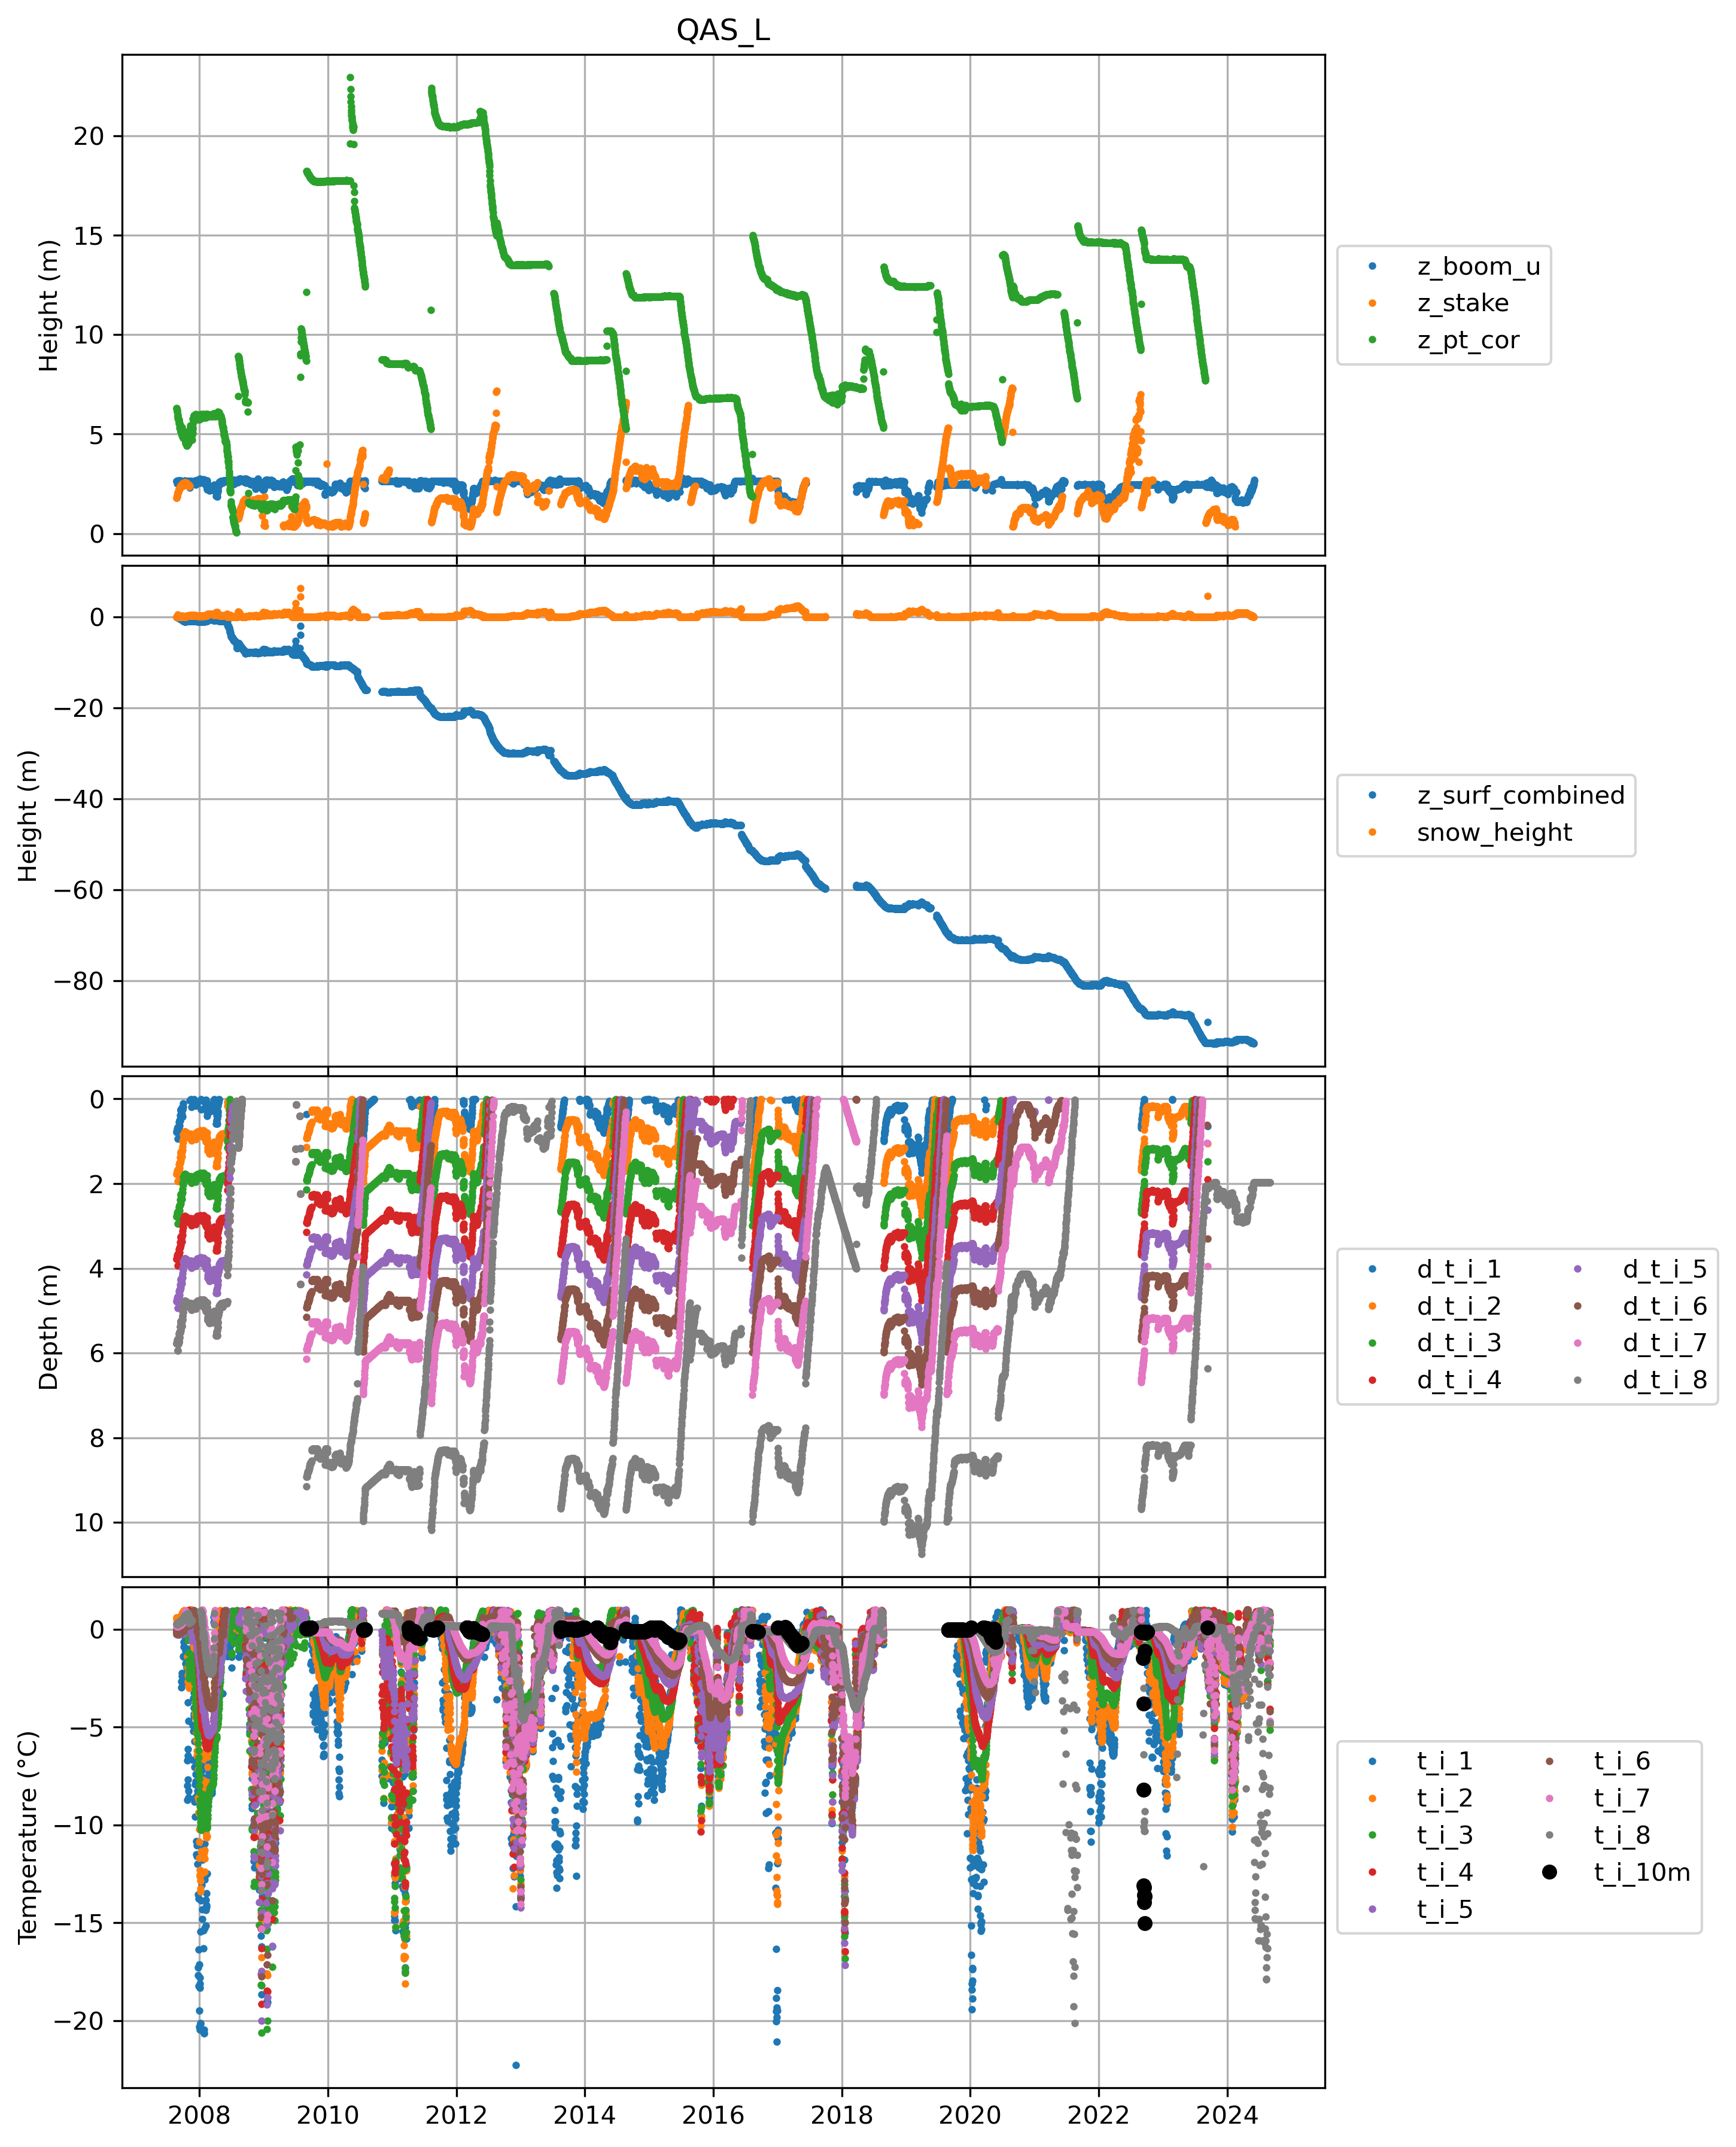 QAS_L
Height (m)
20
15
10
5
0
z_boom_u
z_stake
z_pt_cor
Height (m)
0
−20
−40
−60
−80
z_surf_combined
snow_height
Depth (m)
0
2
4
6
8
10
d_t_i_1 d_t_i_5
d_t_i_2 d_t_i_6
d_t_i_3 d_t_i_7
d_t_i_4 d_t_i_8
Temperature (°C)
0
−5
−10
−15
−20
t_i_1 t_i_6
t_i_2 t_i_7
t_i_3 t_i_8
t_i_4 t_i_10m
t_i_5
2008 2010 2012 2014 2016 2018 2020 2022 2024